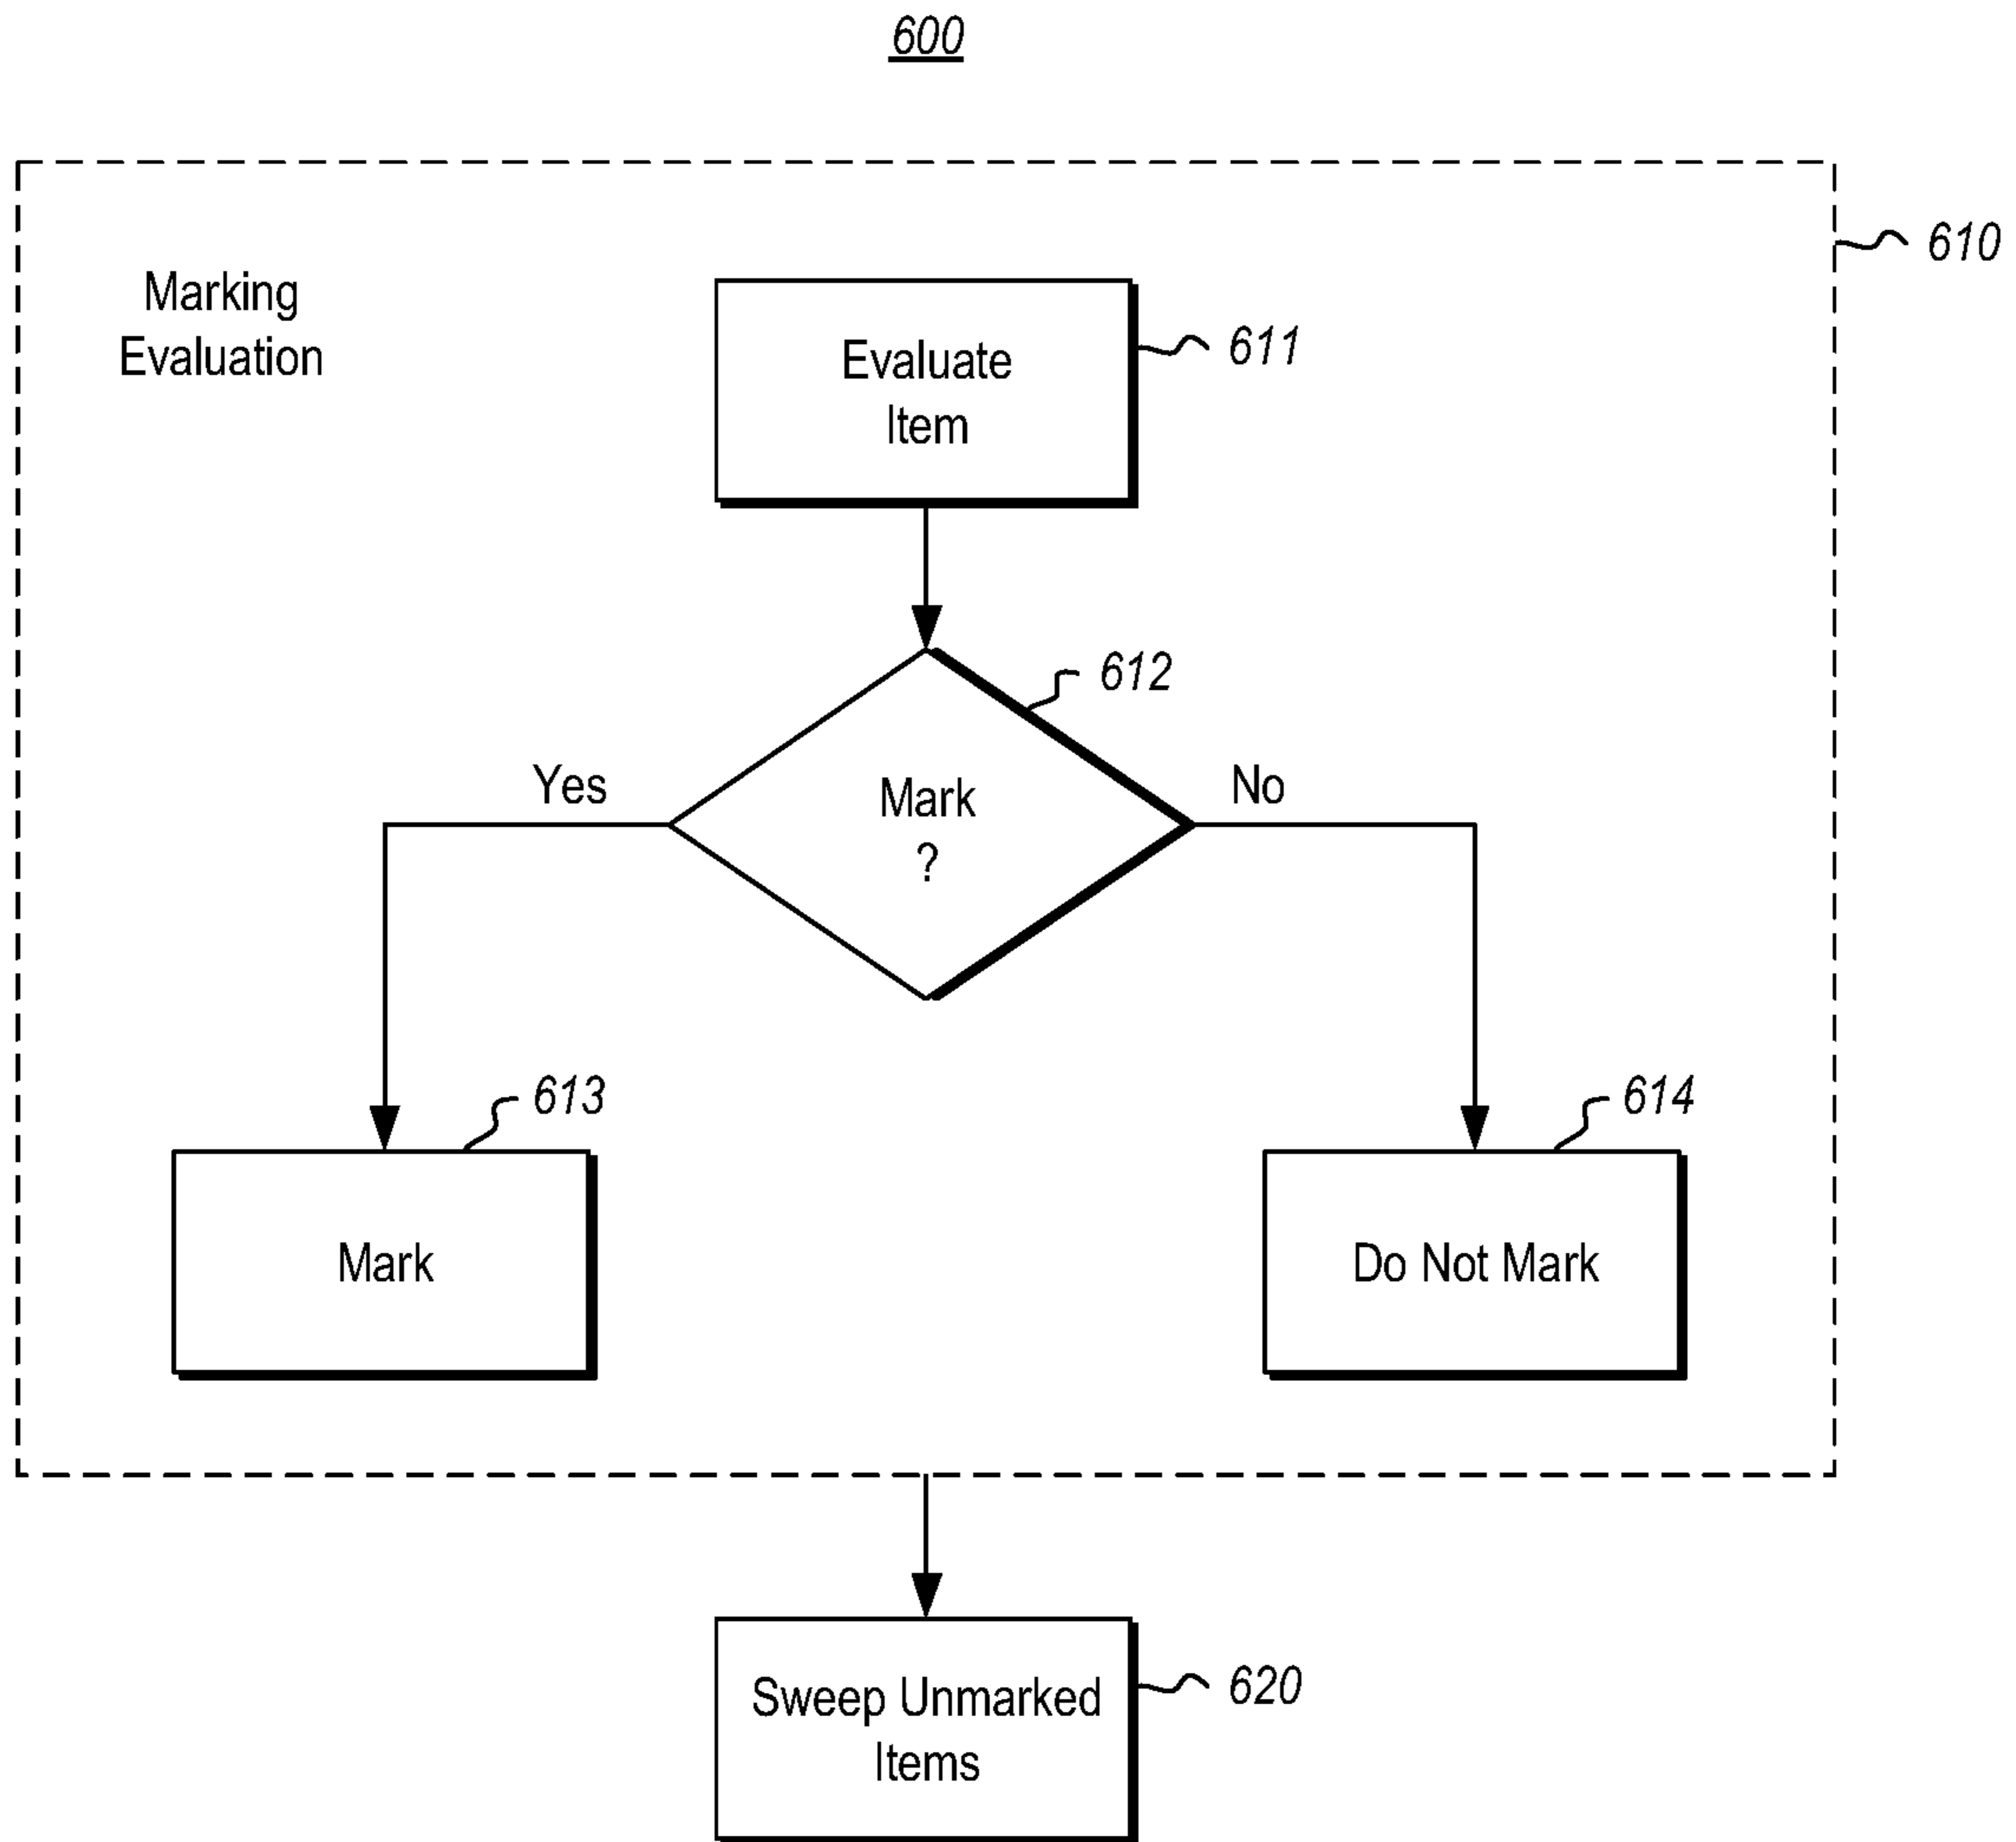 600
610
Marking
Evaluation
Evaluate
Item
611
612
Yes
Mark
?
No
613
Mark
614
Do Not Mark
Sweep Unmarked
Items
620